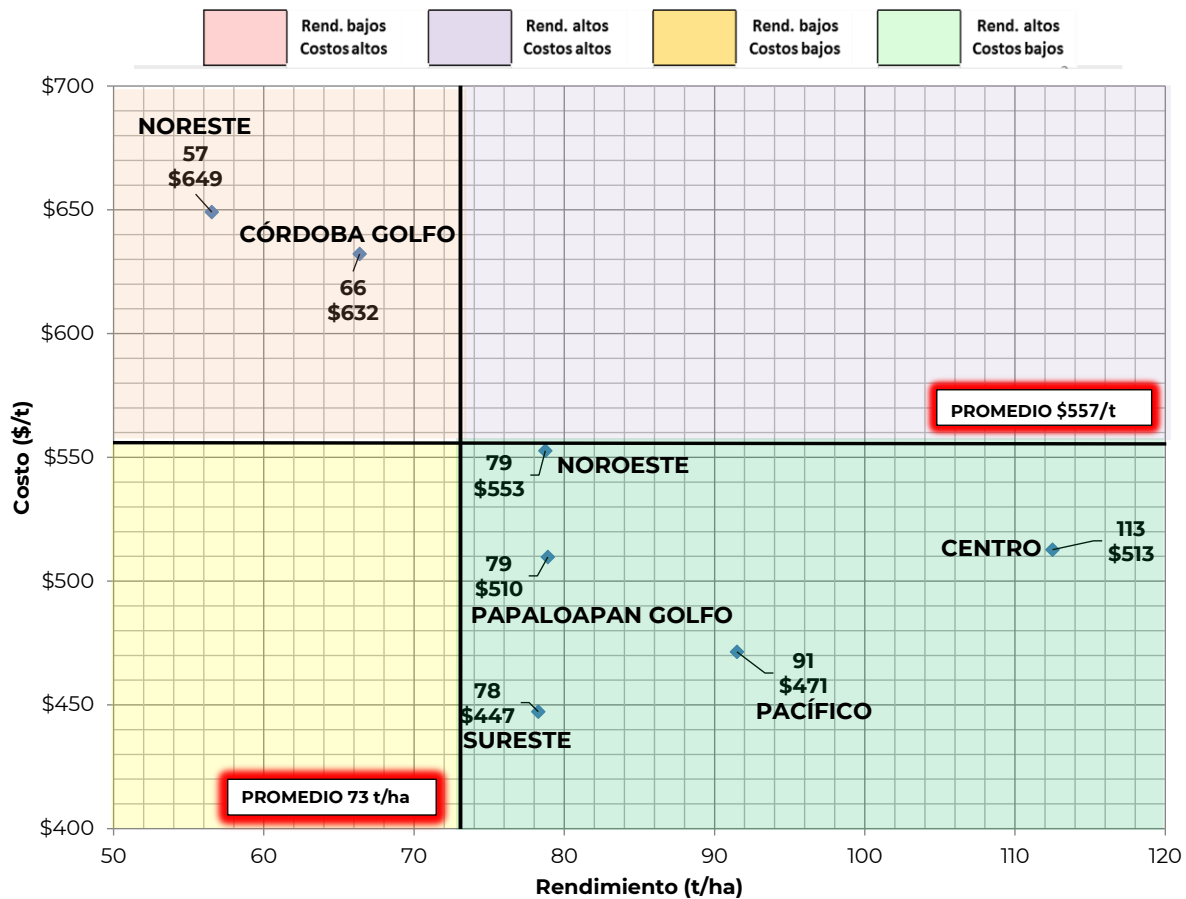 Rend. bajos
Costos altos
Rend. altos
Costos altos
Rend. bajos
Costos bajos
Rend. altos
Costos bajos
$700
$650
$600
$550
$500
$450
$400
Costo ($/t)
NORESTE
57
$649
CÓRDOBA GOLFO
66
$632
PROMEDIO $557/t
79
$553
NOROESTE
79
$510
PAPALOAPAN GOLFO
CENTRO
113
$513
91
$471
PACÍFICO
78
$447
SURESTE
PROMEDIO 73 t/ha
50
60
70
80
90
100
110
120
Rendimiento (t/ha)